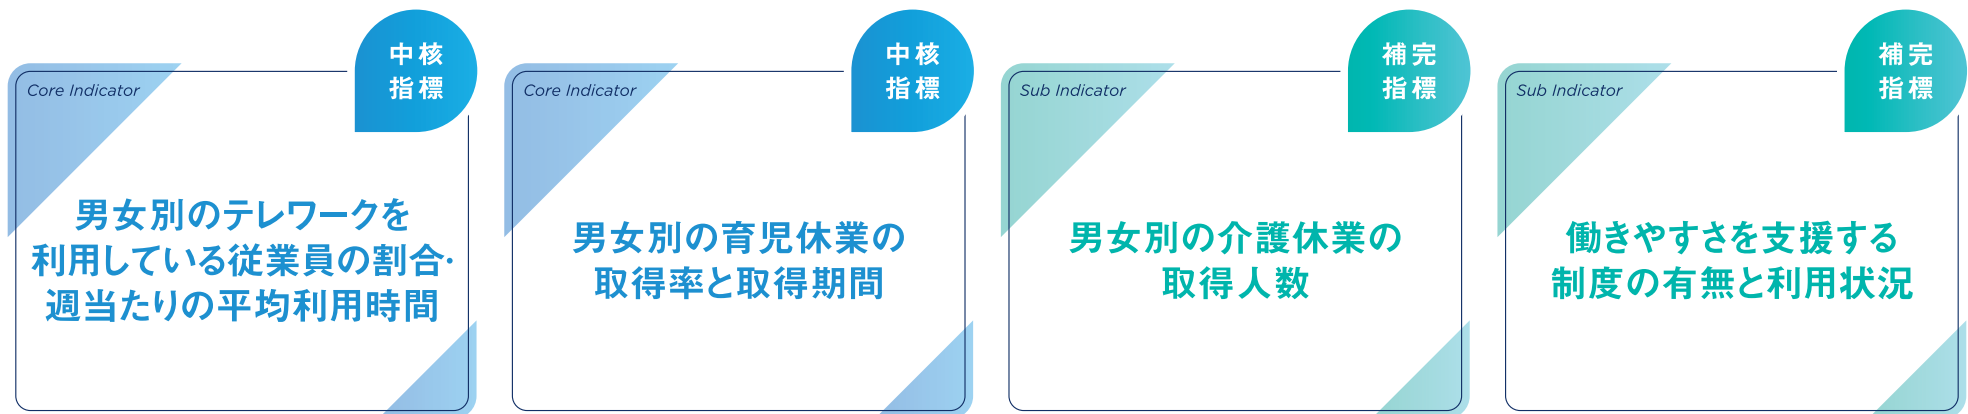 中核
指標
Core Indicator
男女別のテレワークを
利用している従業員の割合・
週当たりの平均利用時間
中核
指標
Core Indicator
男女別の育児休業の
取得率と取得期間
補完
指標
Sub Indicator
男女別の介護休業の
取得人数
補完
指標
Sub Indicator
働きやすさを支援する
制度の有無と利用状況